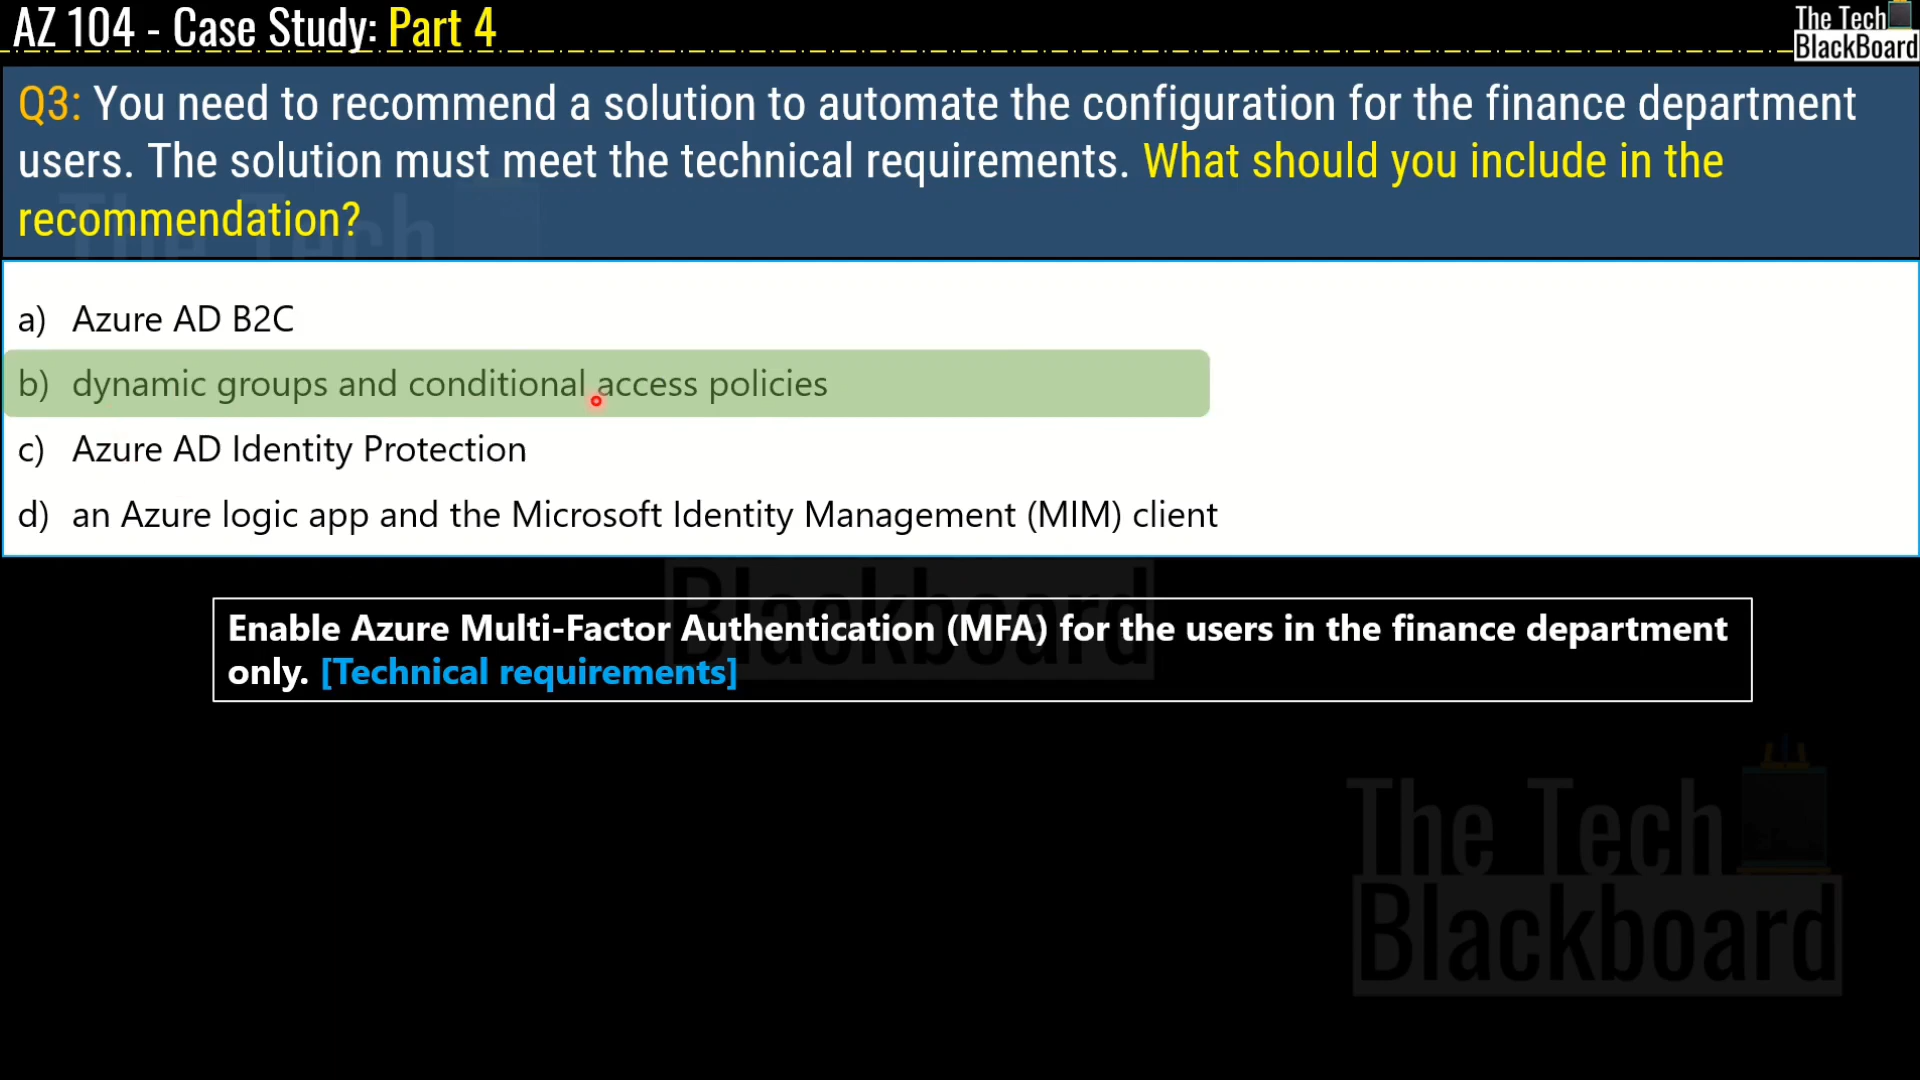 AZ 104 - Case Study: Part 4
The Tech
BlackBoard
Q3: You need to recommend a solution to automate the configuration for the finance department
users. The solution must meet the technical requirements. What should you include in the
recommendation?
The Tech
a) Azure AD B2C
b) dynamic groups and conditional access policies
c) Azure AD Identity Protection
d) an Azure logic app and the Microsoft Identity Management (MIM) client
Blackboard
Enable Azure Multi-Factor Authentication (MFA) for the users in the finance department
only. [Technical requirements]
The Tech
Blackboard